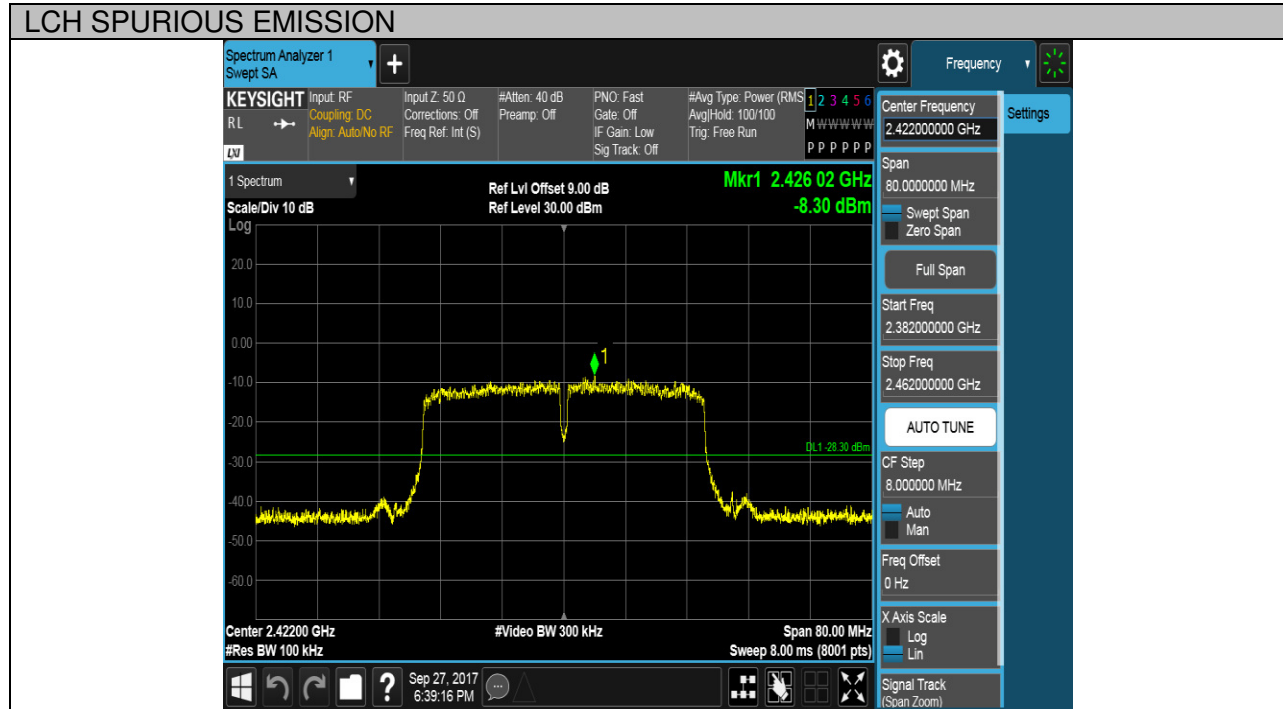 LCH SPURIOUS EMISSION
Spectrum Analyzer 1
Swept SA
+
Frequency
KEYSIGHT
RL
LXI
Input: RF
Coupling: DC
Align: Auto/No RF
Input Z: 50 Ω
Corrections: Off
Freq Ref: Int (S)
#Atten: 40 dB
Preamp: Off
PNO: Fast
Gate: Off
IF Gain: Low
Sig Track: Off
#Avg Type: Power (RMS
Avg|Hold: 100/100
Trig: Free Run
1 2 3 4 5 6
M W W W W W
P P P P P P
1 Spectrum
Scale/Div 10 dB
Ref Lvl Offset 9.00 dB
Ref Level 30.00 dBm
Mkr1 2.426 02 GHz
-8.30 dBm
Log
20.0
10.0
0.00
-10.0
-20.0
-30.0
-40.0
-50.0
-60.0
1
DL1 -28.30 dBm
Center 2.42200 GHz
#Res BW 100 kHz
#Video BW 300 kHz
Span 80.00 MHz
Sweep 8.00 ms (8001 pts)
Center Frequency
2.422000000 GHz
Settings
Span
80.0000000 MHz
Swept Span
Zero Span
Full Span
Start Freq
2.382000000 GHz
Stop Freq
2.462000000 GHz
AUTO TUNE
CF Step
8.000000 MHz
Auto
Man
Freq Offset
0 Hz
X Axis Scale
Log
Lin
Signal Track
(Span Zoom)
?
Sep 27, 2017
6:39:16 PM